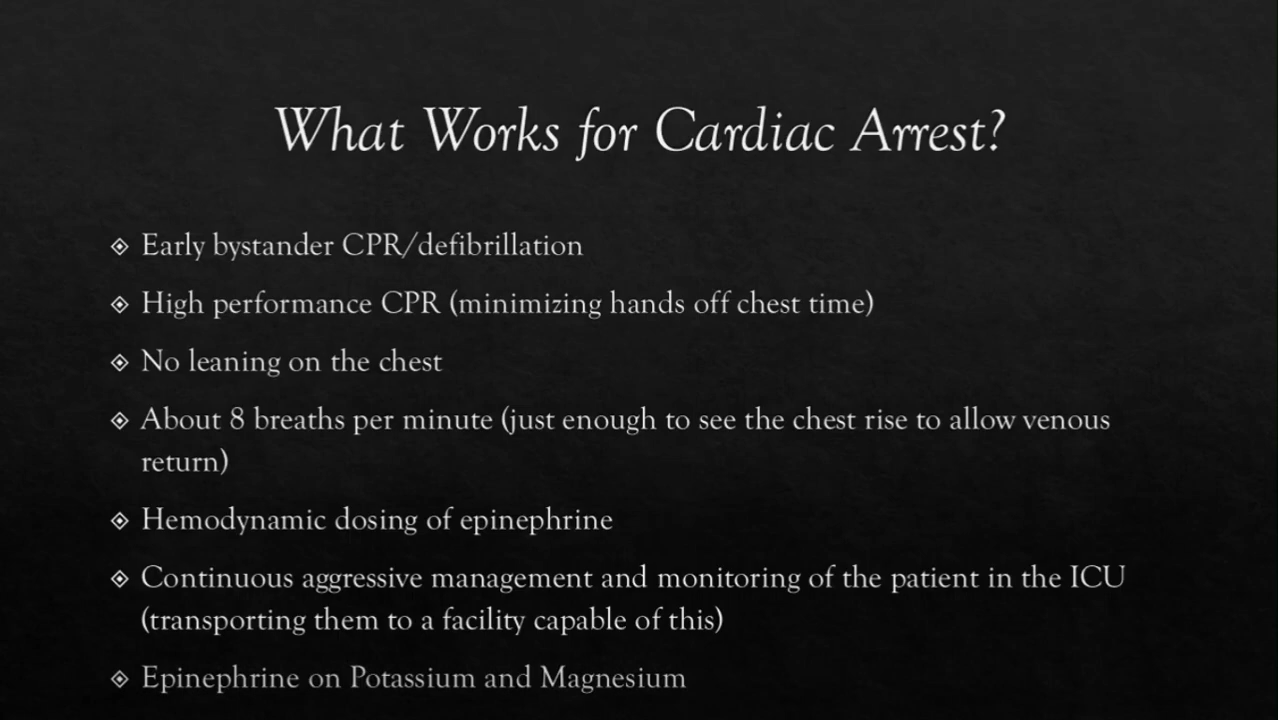 What Works for Cardiac Arrest?
Early bystander CPR/defibrillation
High performance CPR (minimizing hands off chest time)
No leaning on the chest
About 8 breaths per minute (just enough to see the chest rise to allow venous
return)
Hemodynamic dosing of epinephrine
Continuous aggressive management and monitoring of the patient in the ICU
(transporting them to a facility capable of this)
Epinephrine on Potassium and Magnesium